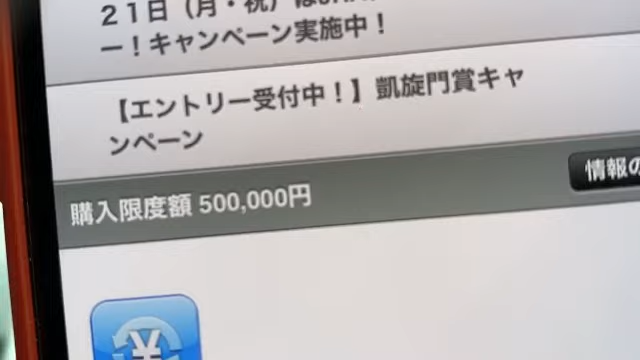 ２１日（月・祝）は
ー！キャンペーン実施中！
【エントリー受付中！】凱旋門賞キャ
ンペーン
購入限度額 500,000円
情報の
¥